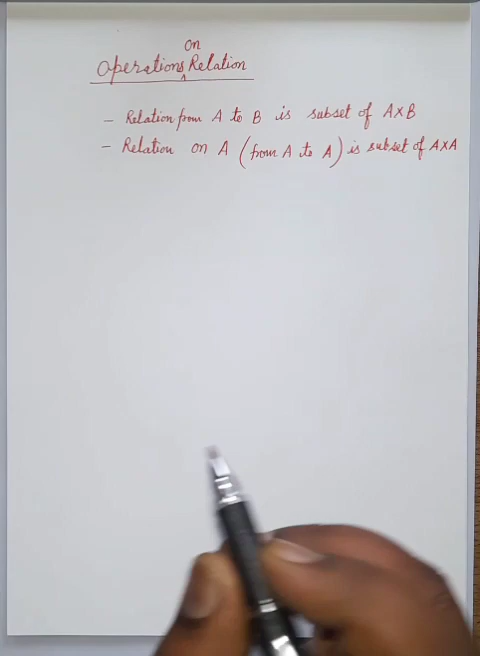 Operations on Relation
- Relation from A to B is subset of A×B
- Relation on A (from A to A) is subset of A×A